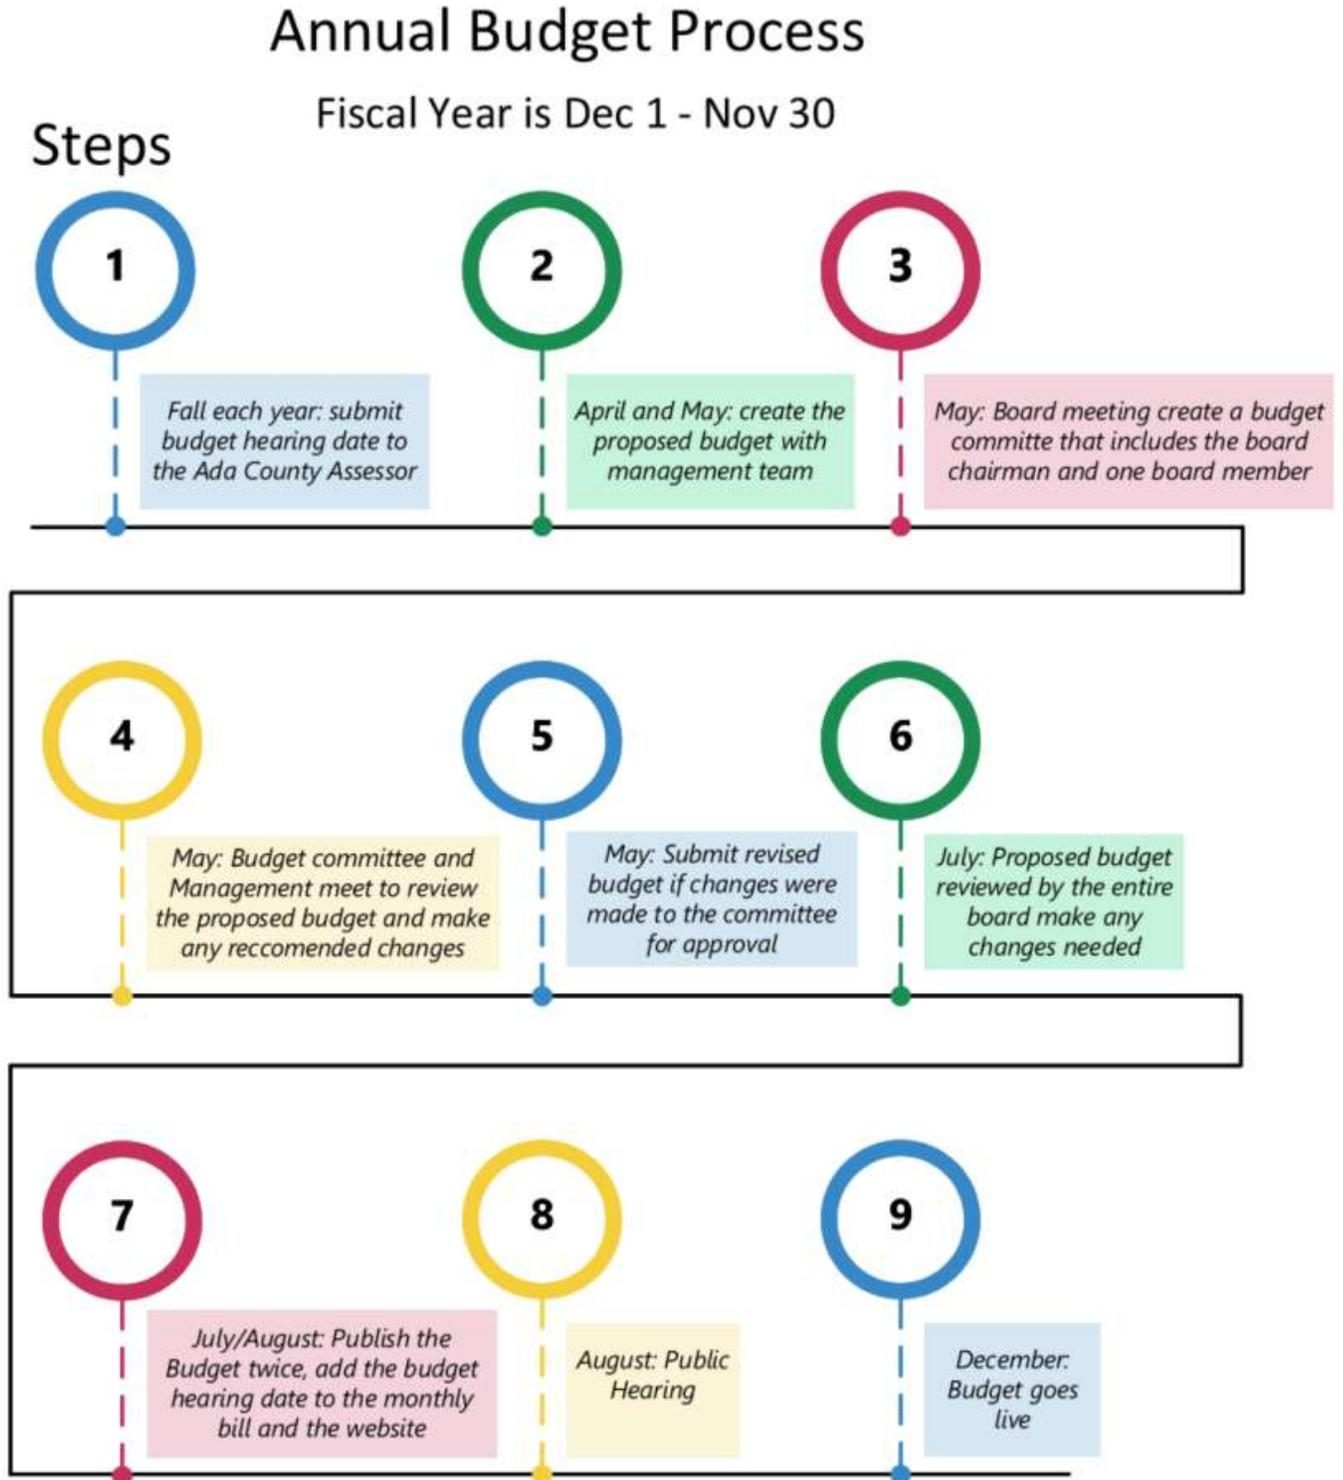 Annual Budget Process
Fiscal Year is Dec 1 - Nov 30
Steps
1
Fall each year: submit
budget hearing date to
the Ada County Assessor
2
April and May: create the
proposed budget with
management team
3
May: Board meeting create a budget
committe that includes the board
chairman and one board member
4
May: Budget committee and
Management meet to review
the proposed budget and make
any reccomended changes
5
May: Submit revised
budget if changes were
made to the committee
for approval
6
July: Proposed budget
reviewed by the entire
board make any
changes needed
7
July/August: Publish the
Budget twice, add the budget
hearing date to the monthly
bill and the website
8
August: Public
Hearing
9
December:
Budget goes
live